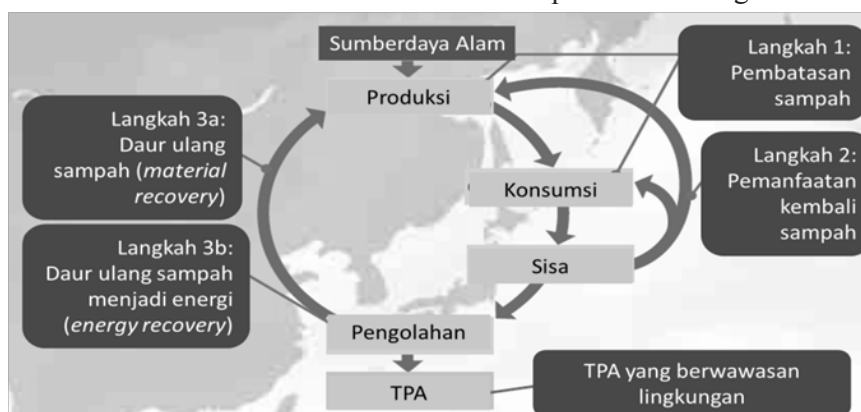 Sumberdaya Alam
Produksi
Konsumsi
Sisa
Pengolahan
TPA
Langkah 1:
Pembatasan
sampah
Langkah 2:
Pemanfaatan
kembali
sampah
Langkah 3a:
Daur ulang
sampah (material
recovery)
Langkah 3b:
Daur ulang sampah
menjadi energi
(energy recovery)
TPA yang berwawasan
lingkungan